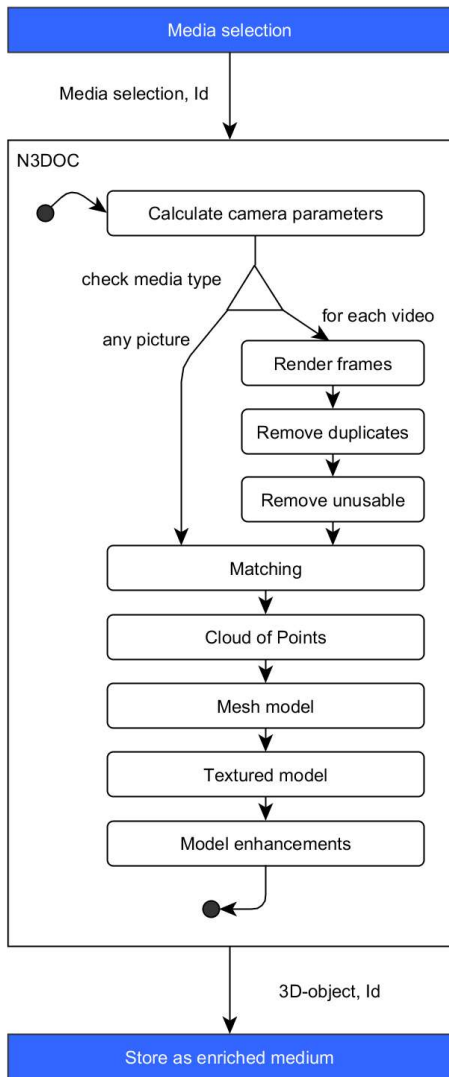 Media selection
Media selection, Id
N3DOC
Calculate camera parameters
check media type
for each video
any picture
Render frames
Remove duplicates
Remove unusable
Matching
Cloud of Points
Mesh model
Textured model
Model enhancements
3D-object, Id
Store as enriched medium